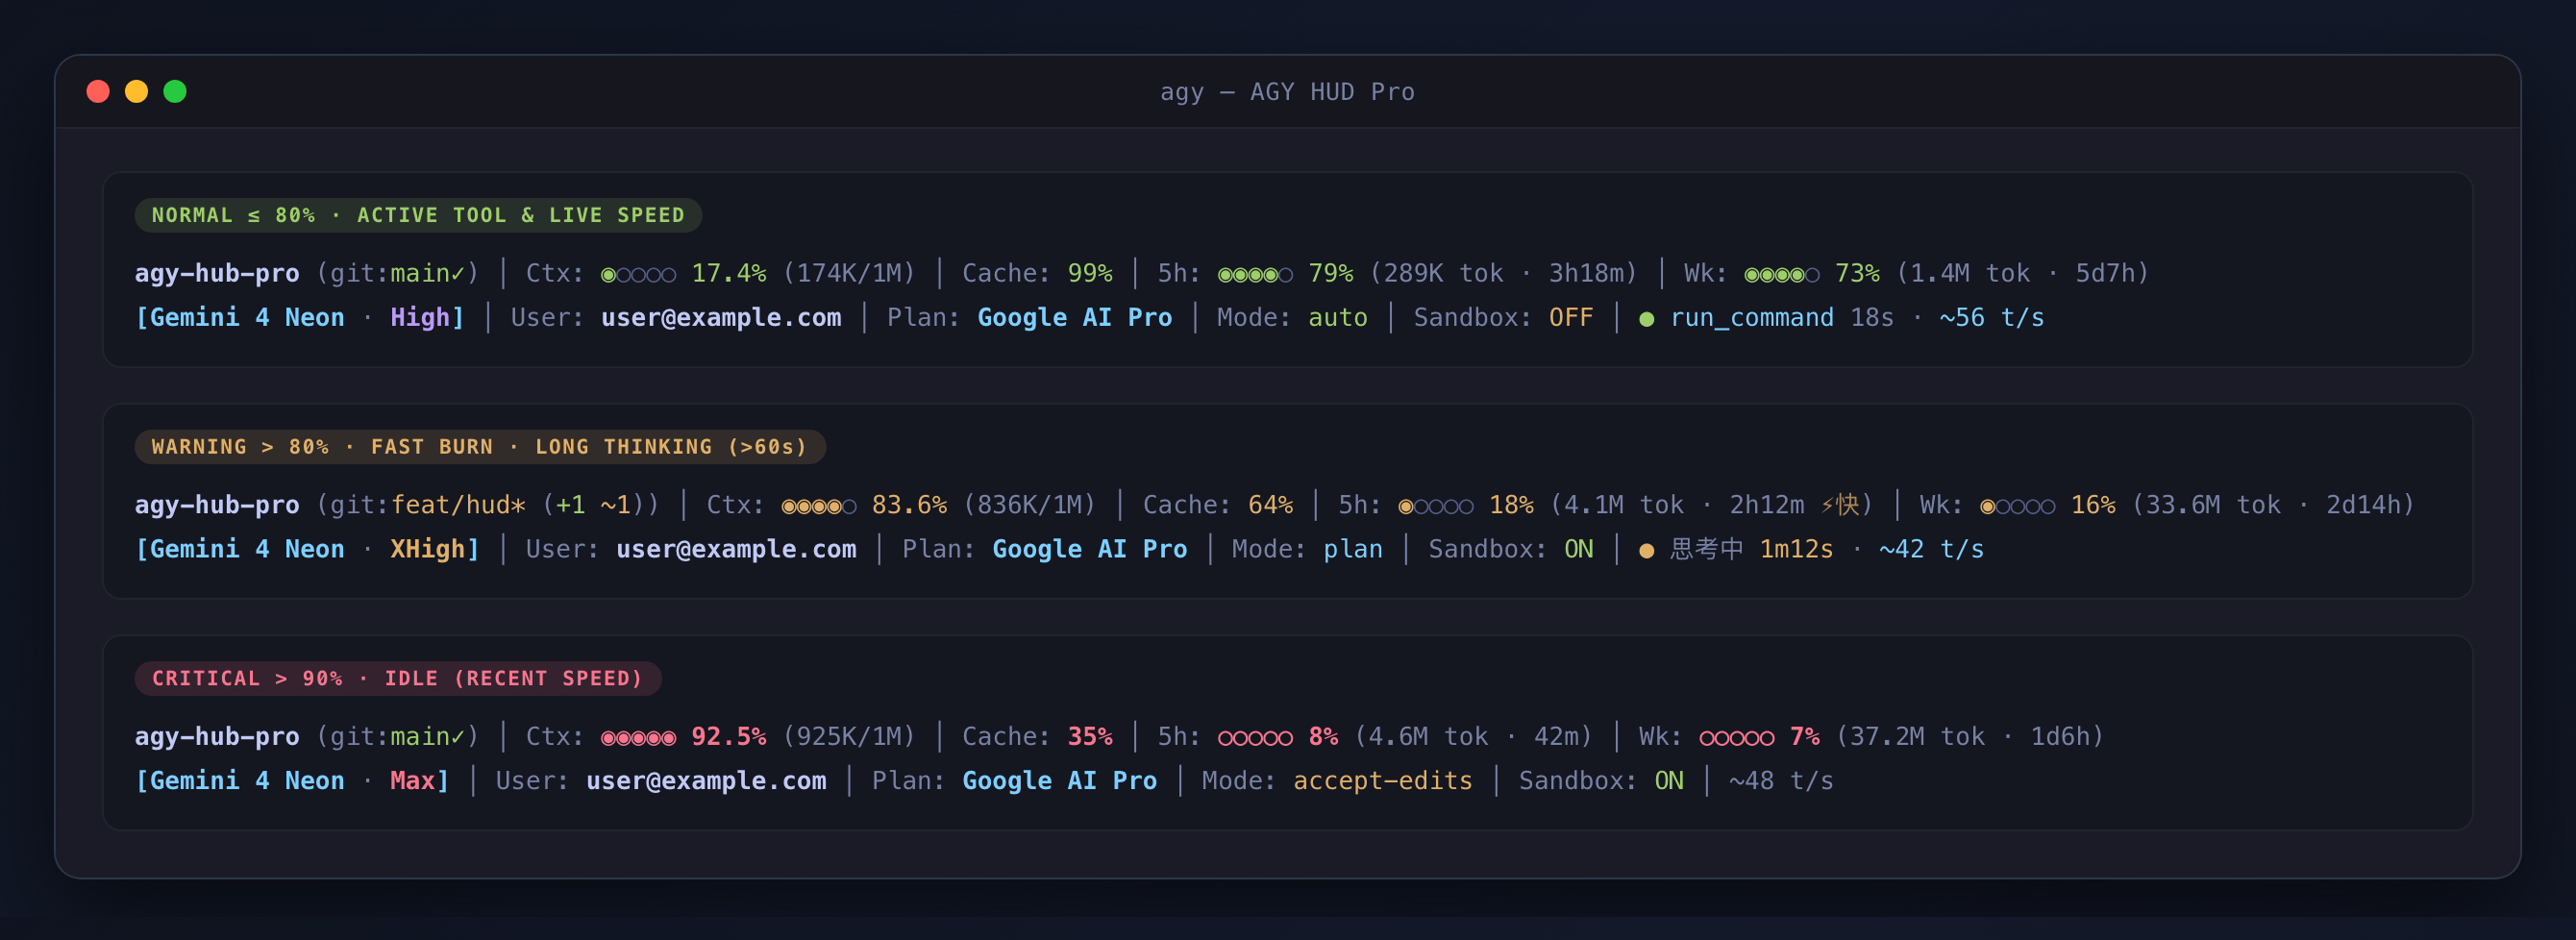 agy — AGY HUD Pro
NORMAL ≤ 80% · ACTIVE TOOL & LIVE SPEED
agy-hub-pro (git:main✓) │ Ctx: ◉○○○○ 17.4% (174K/1M) │ Cache: 99% │ 5h: ◉◉◉◉○ 79% (289K tok · 3h18m) │ Wk: ◉◉◉◉○ 73% (1.4M tok · 5d7h)
[Gemini 4 Neon · High] │ User: user@example.com │ Plan: Google AI Pro │ Mode: auto │ Sandbox: OFF │ ● run_command 18s · ~56 t/s
WARNING > 80% · FAST BURN · LONG THINKING (>60s)
agy-hub-pro (git:feat/hud* (+1 ~1)) │ Ctx: ◉◉◉◉○ 83.6% (836K/1M) │ Cache: 64% │ 5h: ◉○○○○ 18% (4.1M tok · 2h12m ⚡快) │ Wk: ◉○○○○ 16% (33.6M tok · 2d14h)
[Gemini 4 Neon · XHigh] │ User: user@example.com │ Plan: Google AI Pro │ Mode: plan │ Sandbox: ON │ ● 思考中 1m12s · ~42 t/s
CRITICAL > 90% · IDLE (RECENT SPEED)
agy-hub-pro (git:main✓) │ Ctx: ◉◉◉◉◉ 92.5% (925K/1M) │ Cache: 35% │ 5h: ○○○○○ 8% (4.6M tok · 42m) │ Wk: ○○○○○ 7% (37.2M tok · 1d6h)
[Gemini 4 Neon · Max] │ User: user@example.com │ Plan: Google AI Pro │ Mode: accept-edits │ Sandbox: ON │ ~48 t/s